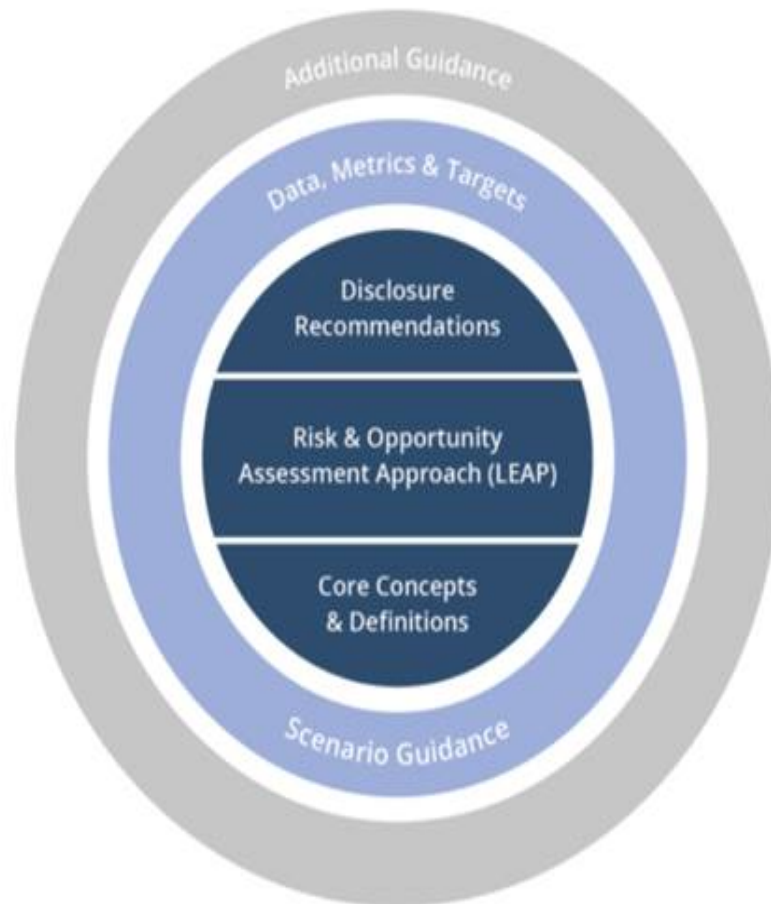 Additional Guidance
Data, Metrics & Targets
Disclosure
Recommendations
Risk & Opportunity
Assessment Approach (LEAP)
Core Concepts
& Definitions
Scenario Guidance